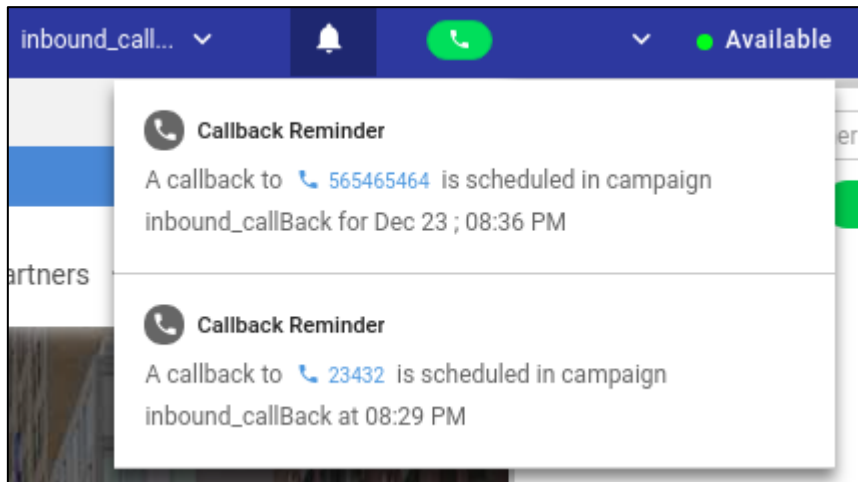 inbound_call...
Available
Callback Reminder
A callback to 565465464 is scheduled in campaign
inbound_callBack for Dec 23 ; 08:36 PM
er
artners
Callback Reminder
A callback to 23432 is scheduled in campaign
inbound_callBack at 08:29 PM